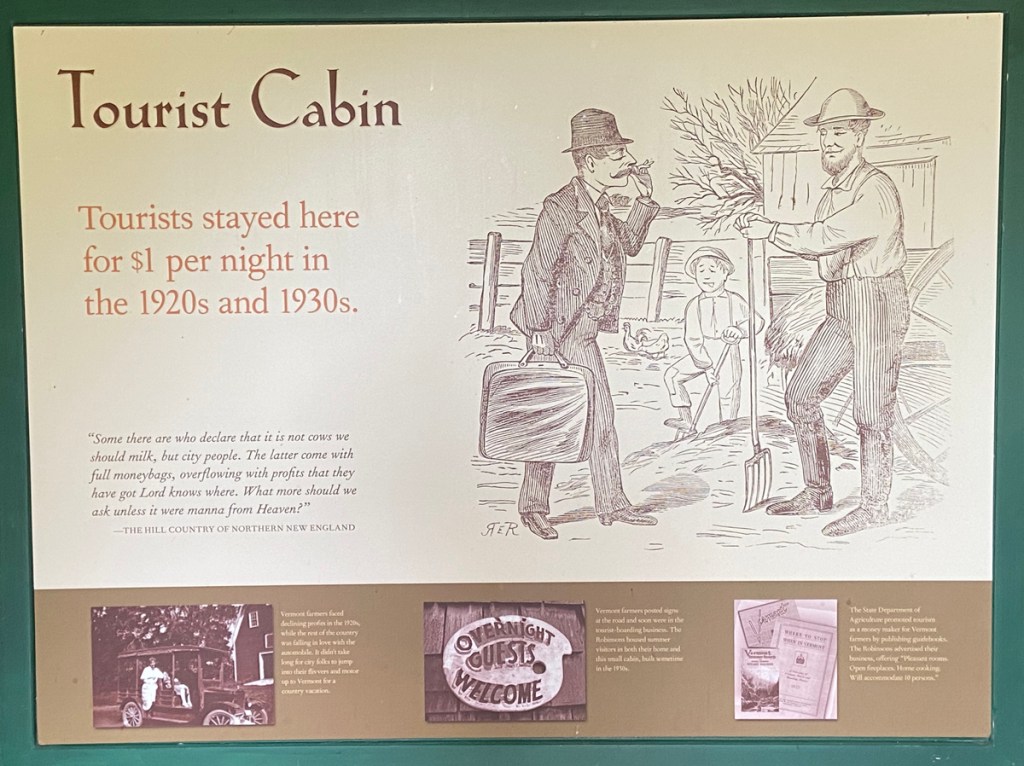 Tourist Cabin
Tourists stayed here
for $1 per night in
the 1920s and 1930s.
“Some there are who declare that it is not cows we
should milk, but city people. The latter come with
full moneybags, overflowing with profits that they
have got Lord knows where. What more should we
ask unless it were manna from Heaven?”
—THE HILL COUNTRY OF NORTHERN NEW ENGLAND
Vermont farmers faced
declining profits in the 1920s,
while the rest of the country
was falling in love with the
automobile. It didn't take
long for city folks to jump
into their flivvers and motor
up to Vermont for a
country vacation.
OVERNIGHT
GUESTS
WELCOME
Vermont farmers posted signs
at the road and soon were in the
tourist-boarding business. The
Robinsons housed summer
visitors in both their home and
this small cabin, built sometime
in the 1910s.
WHERE TO STAY
WHEN IN VERMONT
The State Department of
Agriculture promoted tourists
as a money maker for Vermont
farmers by publishing guidebooks.
The Robinsons advertised their
business, offering “Pleasant rooms.
Open fireplaces. Home cooking.
Will accommodate 10 persons.”